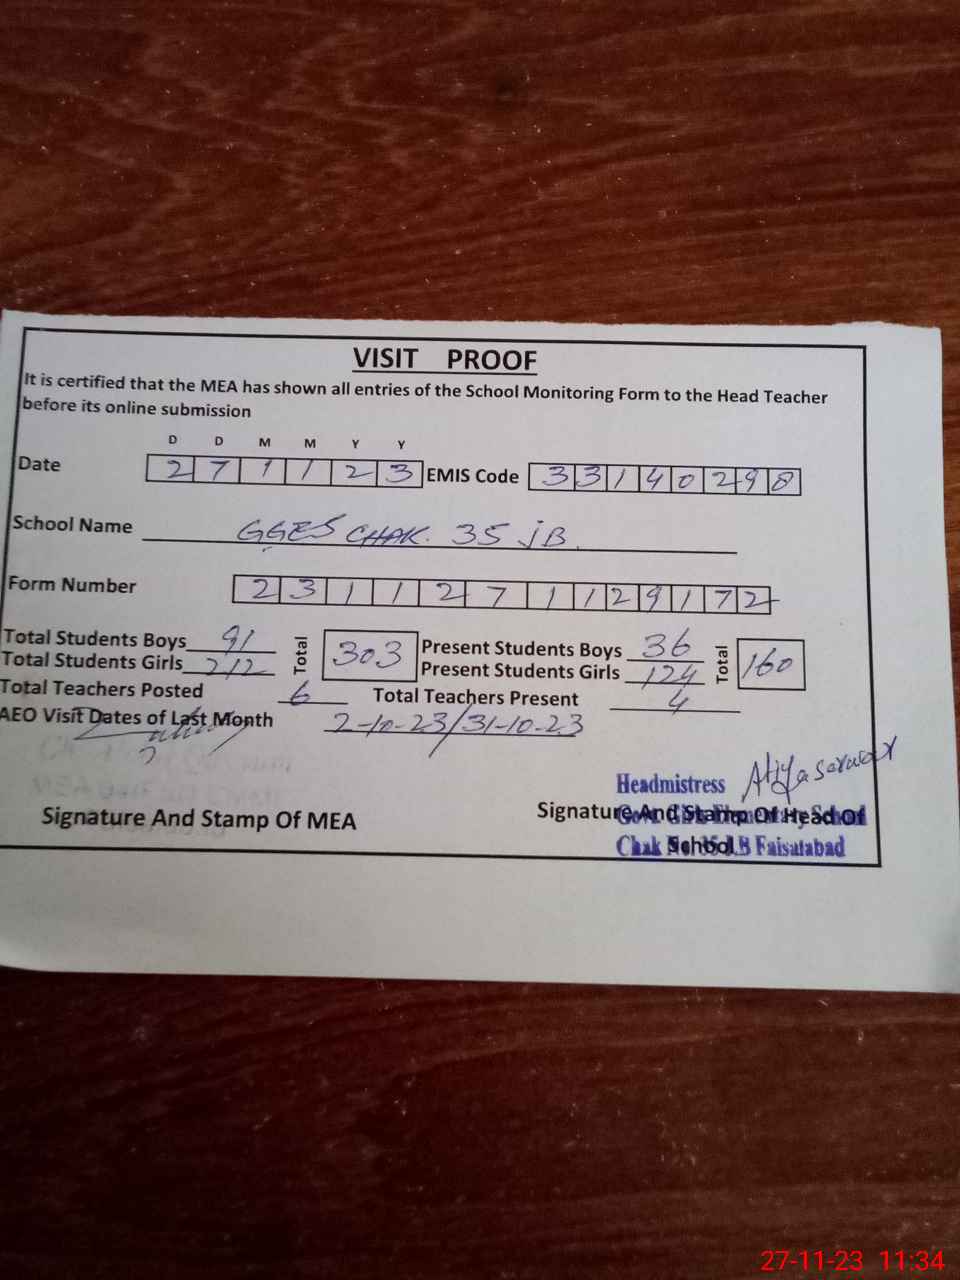 VISIT PROOF
It is certified that the MEA has shown all entries of the School Monitoring Form to the Head Teacher
before its online submission
D D M M Y Y
Date 2 7 1 1 2 3 EMIS Code 3 3 1 4 0 2 9 8
School Name GGES CHAK. 35 JB.
Form Number 2 3 1 1 2 7 1 1 2 9 1 7 2
Total Students Boys 91 Total 303 Present Students Boys 36 Total 160
Total Students Girls 212 Present Students Girls 124
Total Teachers Posted 6 Total Teachers Present 4
AEO Visit Dates of Last Month 2-10-23/31-10-23
Headmistress Atiya Sarwar
Signature And Stamp Of MEA Signature And Stamp Of Head Of
School
Chak JB Faisalabad
27-11-23 11:34